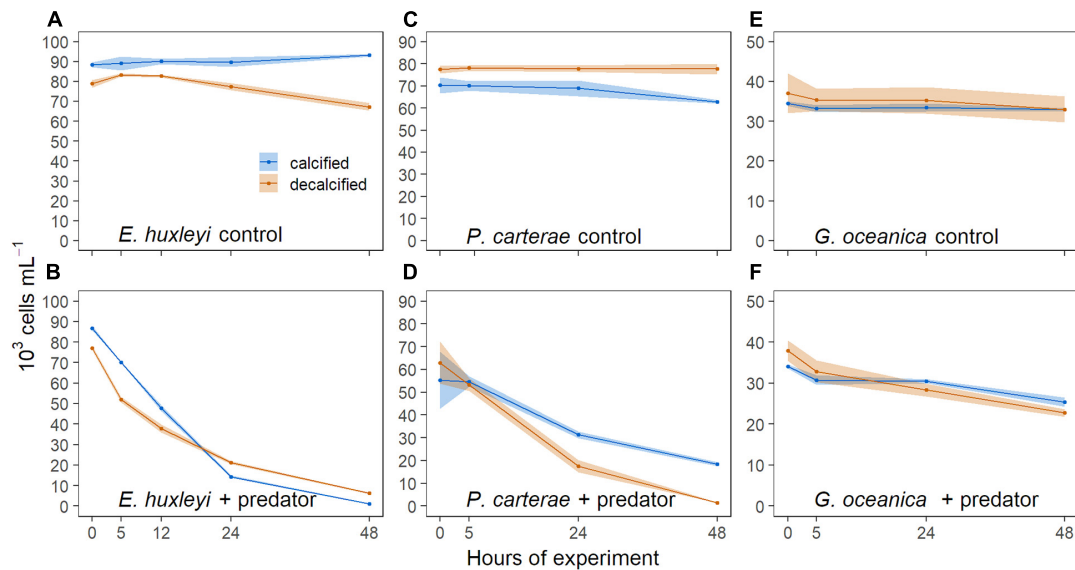 A
100
90
80
70
60
50
40
30
20
10
0
calcified
decalcified
E. huxleyi control
C
90
80
70
60
50
40
30
20
10
0
P. carterae control
E
50
40
30
20
10
0
G. oceanica control
10³ cells mL⁻¹
B
100
90
80
70
60
50
40
30
20
10
0
E. huxleyi + predator
0 5 12 24 48
D
90
80
70
60
50
40
30
20
10
0
P. carterae + predator
0 5 24 48
F
50
40
30
20
10
0
G. oceanica + predator
0 5 24 48
Hours of experiment